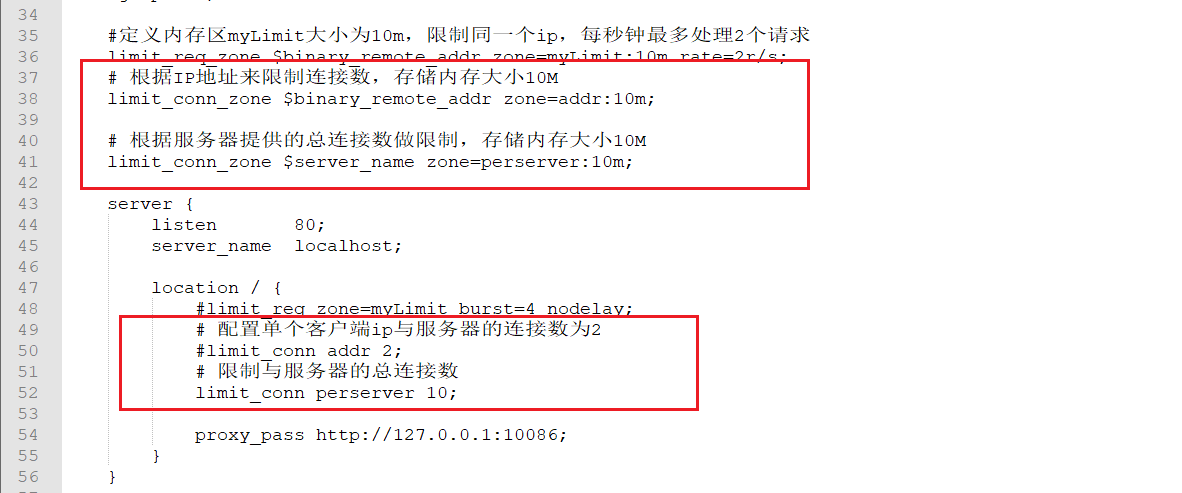 34
35 #定义内存区myLimit大小为10m，限制同一个ip，每秒钟最多处理2个请求
36 limit_req_zone $binary_remote_addr zone=myLimit:10m rate=2r/s;
37 # 根据IP地址来限制连接数，存储内存大小10M
38 limit_conn_zone $binary_remote_addr zone=addr:10m;
39
40 # 根据服务器提供的总连接数做限制，存储内存大小10M
41 limit_conn_zone $server_name zone=perserver:10m;
42
43 server {
44 listen 80;
45 server_name localhost;
46
47 location / {
48 #limit_req zone=myLimit burst=4 nodelay;
49 # 配置单个客户端ip与服务器的连接数为2
50 #limit_conn addr 2;
51 # 限制与服务器的总连接数
52 limit_conn perserver 10;
53
54 proxy_pass http://127.0.0.1:10086;
55 }
56 }